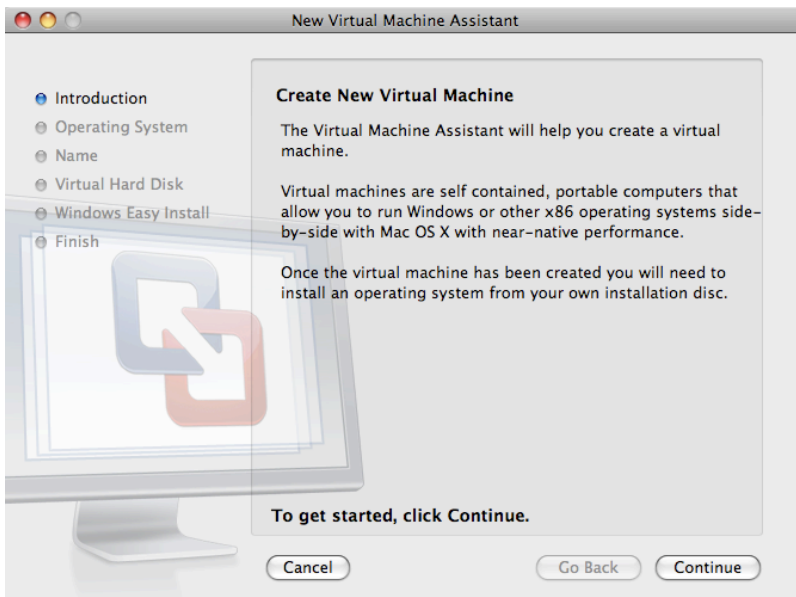 New Virtual Machine Assistant
Introduction
Operating System
Name
Virtual Hard Disk
Windows Easy Install
Finish
Create New Virtual Machine
The Virtual Machine Assistant will help you create a virtual
machine.
Virtual machines are self contained, portable computers that
allow you to run Windows or other x86 operating systems side-
by-side with Mac OS X with near-native performance.
Once the virtual machine has been created you will need to
install an operating system from your own installation disc.
To get started, click Continue.
Cancel
Go Back
Continue